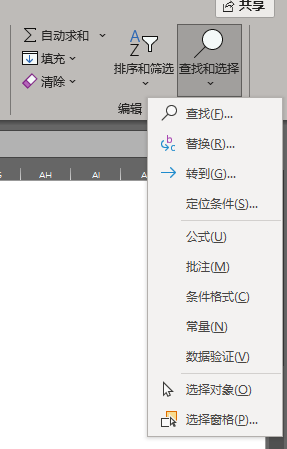 共享
自动求和
填充
清除
排序和筛选
查找和选择
编辑
AH
AI
查找(F)...
替换(R)...
转到(G)...
定位条件(S)...
公式(U)
批注(M)
条件格式(C)
常量(N)
数据验证(V)
选择对象(O)
选择窗格(P)...